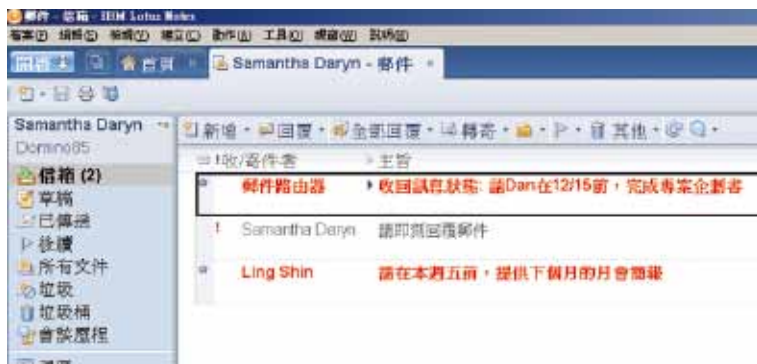 郵件 - 信箱 - IBM Lotus Notes
檔案(F) 編輯(E) 檢視(V) 建立(C) 動作(A) 工具(O) 視窗(W) 說明(H)
開啟 首頁 Samantha Daryn - 郵件
Samantha Daryn
Domino85
新增 回覆 全部回覆 轉寄 其他
! 收/寄件者 主旨
信箱 (2)
郵件路由器 收回訊息狀態: 請Dan在12/15前,完成專案企劃書
草稿
已傳送
! Samantha Daryn 請即刻回覆郵件
後續
所有文件
Ling Shin 請在本週五前,提供下個月的月會簡報
垃圾
垃圾桶
會談歷程